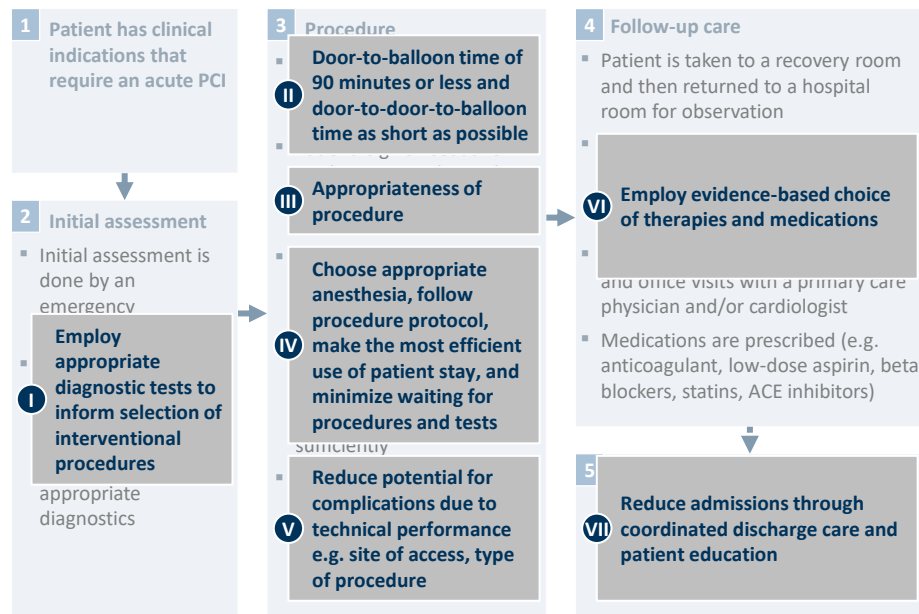 1
Patient has clinical
indications that
require an acute PCI
2
Initial assessment
▪ Initial assessment is
done by an
emergency
I
Employ
appropriate
diagnostic tests to
inform selection of
interventional
procedures
appropriate
diagnostics
3
Procedure
II
Door-to-balloon time of
90 minutes or less and
door-to-door-to-balloon
time as short as possible
III
Appropriateness of
procedure
IV
Choose appropriate
anesthesia, follow
procedure protocol,
make the most efficient
use of patient stay, and
minimize waiting for
procedures and tests
sufficiently
V
Reduce potential for
complications due to
technical performance
e.g. site of access, type
of procedure
4
Follow-up care
▪ Patient is taken to a recovery room
and then returned to a hospital
room for observation
VI
Employ evidence-based choice
of therapies and medications
and office visits with a primary care
physician and/or cardiologist
▪ Medications are prescribed (e.g.
anticoagulant, low-dose aspirin, beta
blockers, statins, ACE inhibitors)
5
VII
Reduce admissions through
coordinated discharge care and
patient education